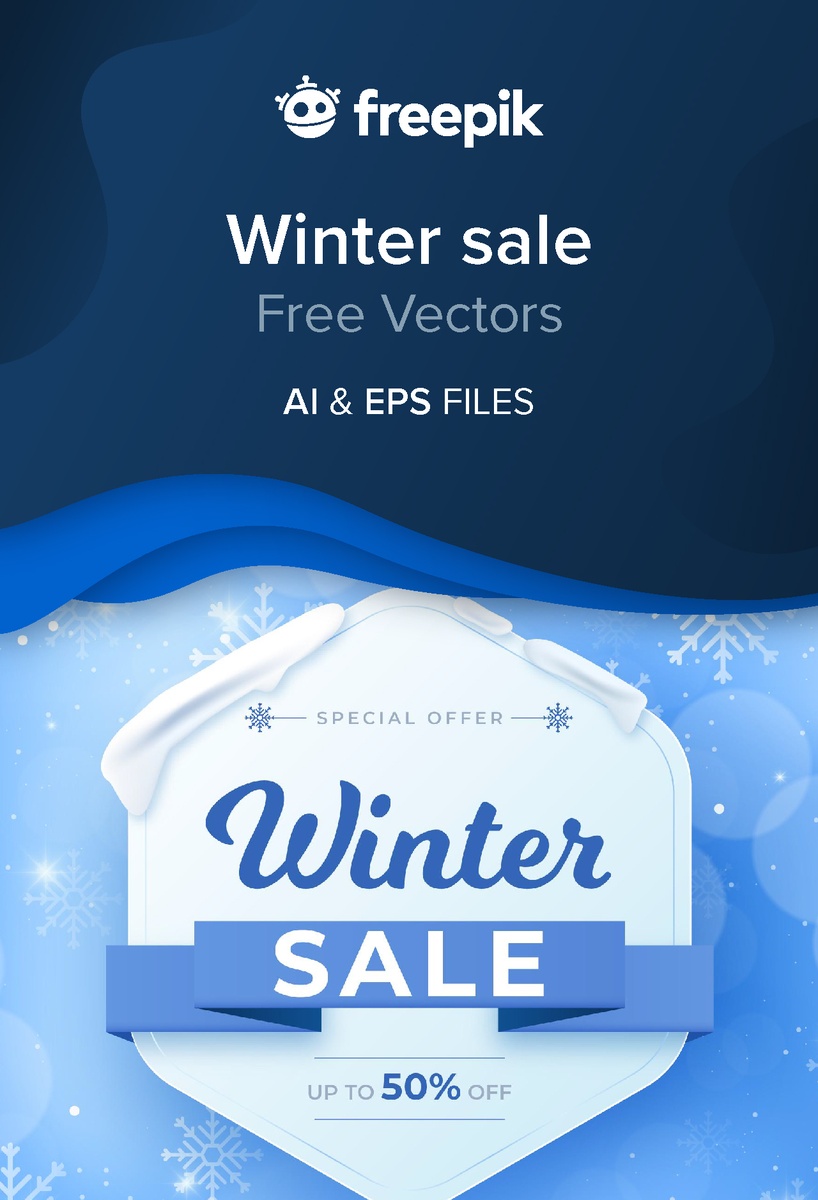 freepik
Winter sale
Free Vectors
AI & EPS FILES
SPECIAL OFFER
Winter
SALE
UP TO 50% OFF